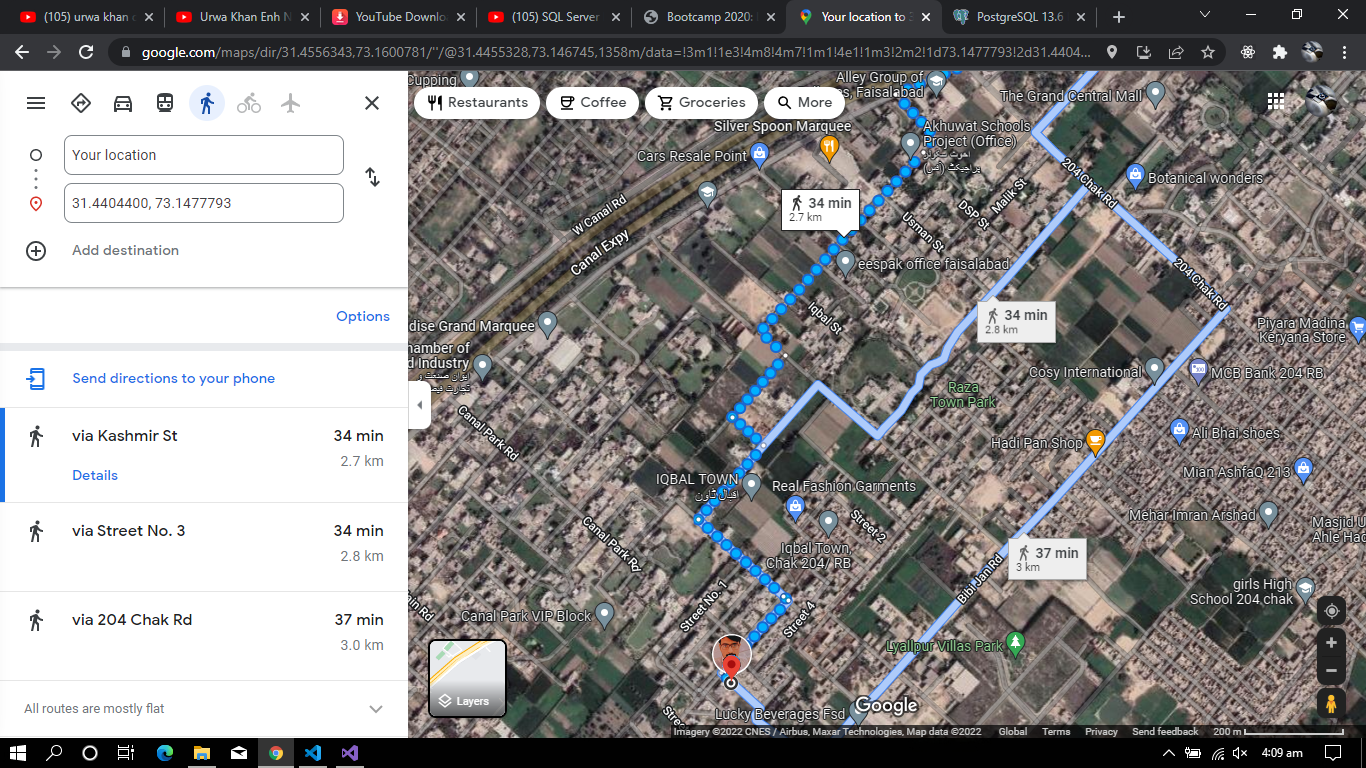 (105) urwa khan c
Urwa Khan Enh N
YouTube Downlo
(105) SQL Server
Bootcamp 2020:
Your location to 3
PostgreSQL 13.6
google.com/maps/dir/31.4556343,73.1600781/''/@31.4455328,73.146745,1358m/data=!3m1!1e3!4m8!4m7!1m1!4e1!1m3!2m2!1d73.1477793!2d31.4404...
Your location
31.4404400, 73.1477793
Add destination
Options
Send directions to your phone
via Kashmir St
34 min
2.7 km
Details
via Street No. 3
34 min
2.8 km
via 204 Chak Rd
37 min
3.0 km
All routes are mostly flat
Restaurants
Coffee
Groceries
More
Cupping
Alley Group of
es, Faisalabad
The Grand Central Mall
Silver Spoon Marquee
Akhuwat Schools
Project (Office)
اخوت سکولز
پراجیکٹ (آفس)
Cars Resale Point
204 Chak Rd
Botanical wonders
34 min
2.7 km
Malik St
DSP St
Usman St
W Canal Rd
Canal Expy
eespak office faisalabad
204 Chak Rd
Iqbal St
34 min
2.8 km
dise Grand Marquee
Piyara Madina
Keryana Store
hamber of
d Industry
ایوان صنعت و
Cosy International
MCB Bank 204 RB
Raza
Town Park
Canal Park Rd
Hadi Pan Shop
Ali Bhai shoes
Mian AshfaQ 213
IQBAL TOWN
اقبال ٹاؤن
Real Fashion Garments
Street 2
Mehar Imran Arshad
Masjid U
Ahle Had
Canal Park Rd
Iqbal Town,
Chak 204/ RB
37 min
3 km
Bibi Jan Rd
girls High
School 204 chak
Street No. 1
Street 4
ain Rd
Canal Park VIP Block
Lyallpur Villas Park
Layers
Lucky Beverages Fsd
Google
Imagery ©2022 CNES / Airbus, Maxar Technologies, Map data ©2022
Global
Terms
Privacy
Send feedback
200 m
4:09 am